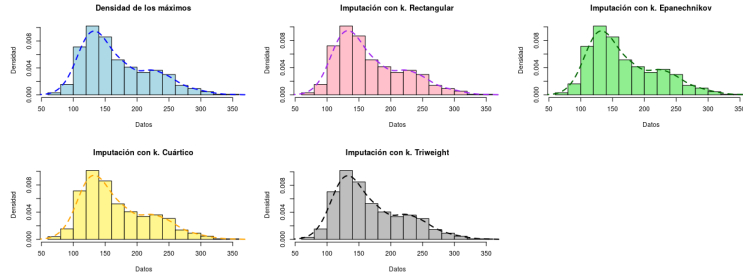 Densidad de los máximos
Densidad
0.000 0.004 0.008
50 100 150 200 250 300 350
Datos
Imputación con k. Rectangular
Densidad
0.000 0.004 0.008
50 100 150 200 250 300 350
Datos
Imputación con k. Epanechnikov
Densidad
0.000 0.004 0.008
50 100 150 200 250 300 350
Datos
Imputación con k. Cuártico
Densidad
0.000 0.004 0.008
50 100 150 200 250 300 350
Datos
Imputación con k. Triweight
Densidad
0.000 0.004 0.008
50 100 150 200 250 300 350
Datos